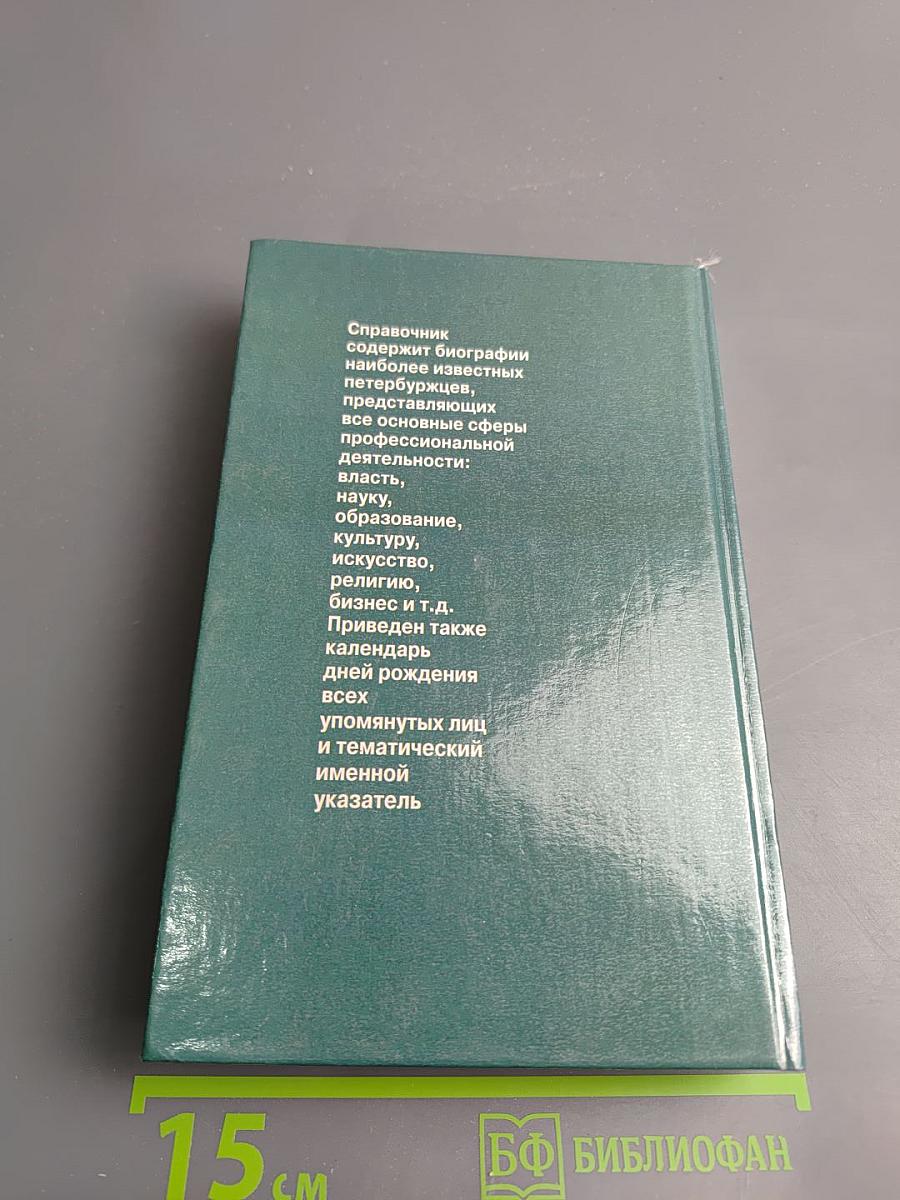 Справочник
содержит биографии
наиболее известных
петербуржцев,
представляющих
все основные сферы
профессиональной
деятельности:
власть,
науку,
образование,
культуру,
искусство,
религию,
бизнес и т.д.
Приведен также
календарь
дней рождения
всех
упомянутых лиц
и тематический
именной
указатель
15 см
БФ БИБЛИОФАН